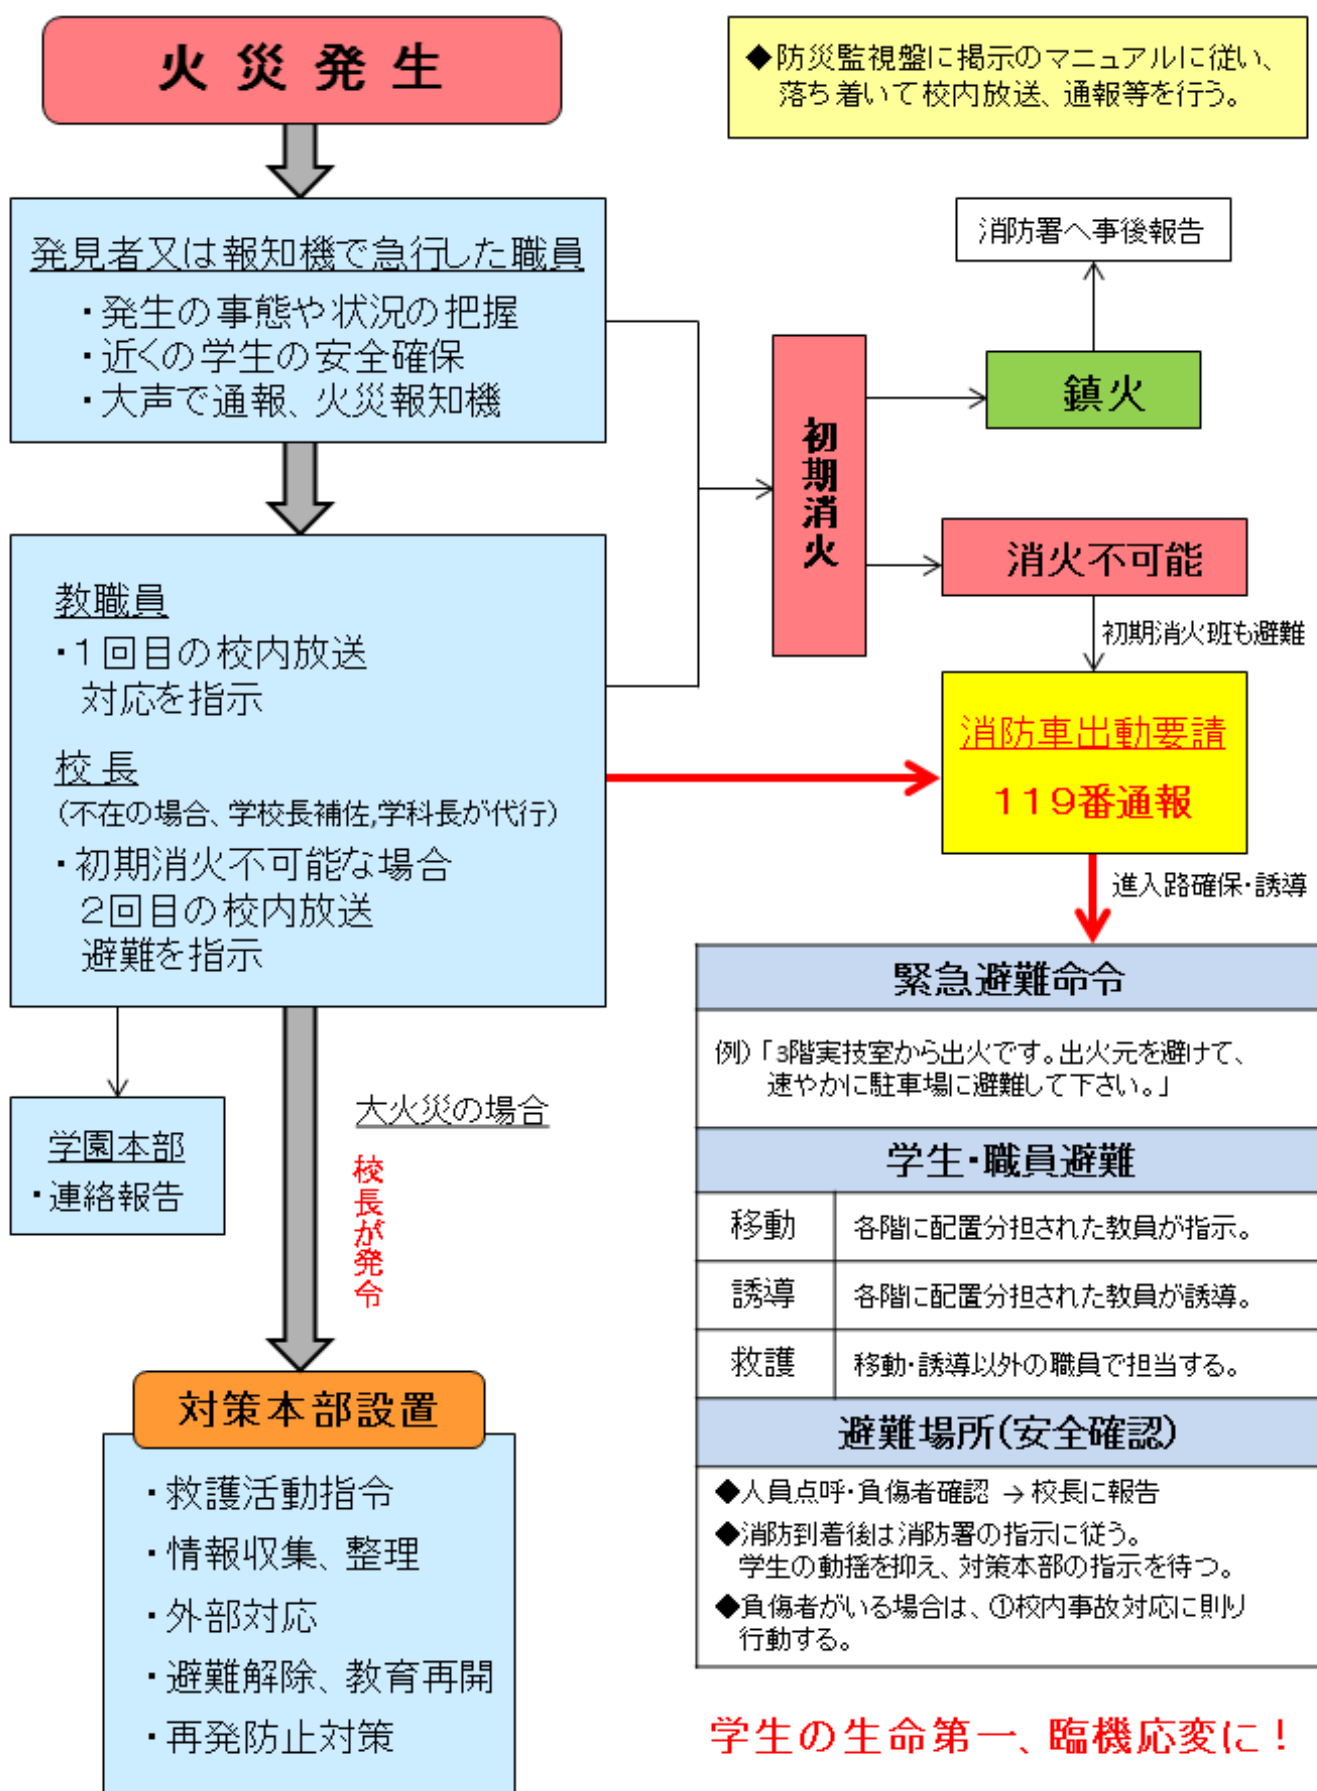 火災発生
◆防災監視盤に掲示のマニュアルに従い、
落ち着いて校内放送、通報等を行う。
発見者又は報知機で急行した職員
・発生の事態や状況の把握
・近くの学生の安全確保
・大声で通報、火災報知機
消防署へ事後報告
鎮火
初期消火
消火不可能
初期消火班も避難
教職員
・1回目の校内放送
対応を指示
校長
(不在の場合、学校長補佐,学科長が代行)
・初期消火不可能な場合
2回目の校内放送
避難を指示
消防車出動要請
119番通報
進入路確保・誘導
学園本部
・連絡報告
大火災の場合
校長が発令
対策本部設置
・救護活動指令
・情報収集、整理
・外部対応
・避難解除、教育再開
・再発防止対策
緊急避難命令
例)「3階実技室から出火です。出火元を避けて、
速やかに駐車場に避難して下さい。」
学生・職員避難
移動 各階に配置分担された教員が指示。
誘導 各階に配置分担された教員が誘導。
救護 移動・誘導以外の職員で担当する。
避難場所(安全確認)
◆人員点呼・負傷者確認 → 校長に報告
◆消防到着後は消防署の指示に従う。
学生の動揺を抑え、対策本部の指示を待つ。
◆負傷者がいる場合は、①校内事故対応に則り
行動する。
学生の生命第一、臨機応変に！